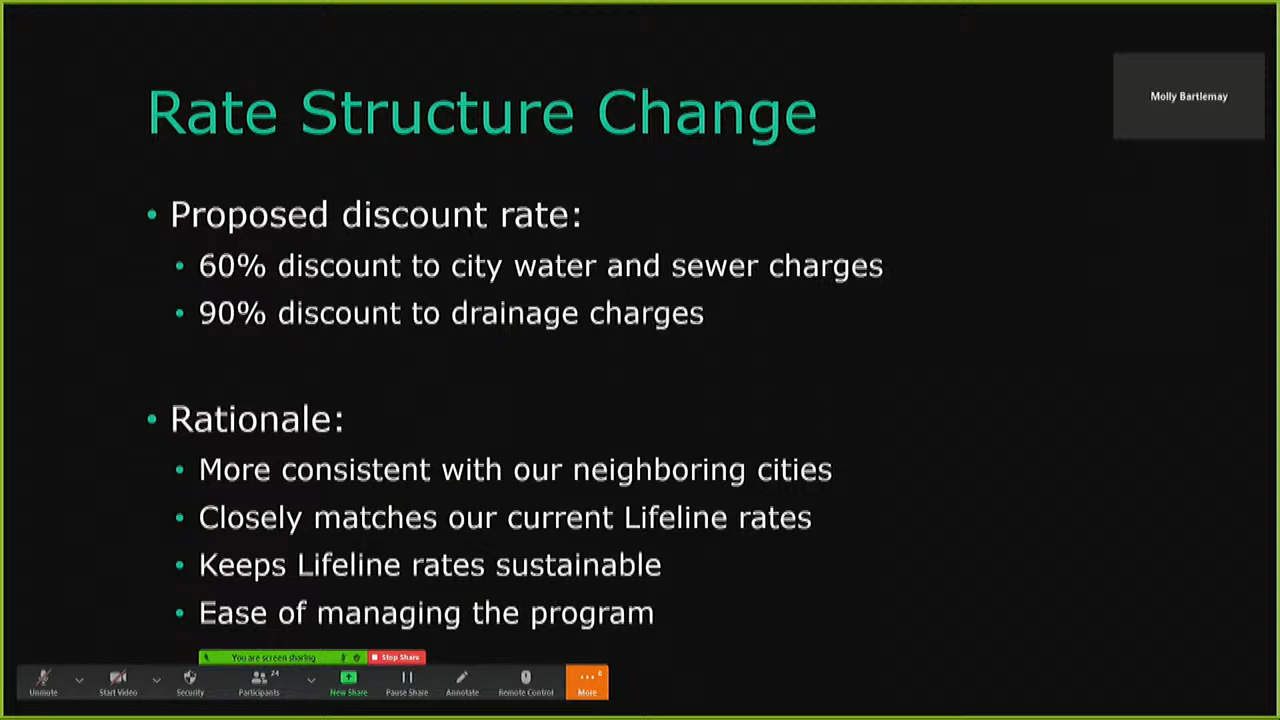 Rate Structure Change
Molly Bartlemay
• Proposed discount rate:
• 60% discount to city water and sewer charges
• 90% discount to drainage charges
• Rationale:
• More consistent with our neighboring cities
• Closely matches our current Lifeline rates
• Keeps Lifeline rates sustainable
• Ease of managing the program
You are screen sharing
Stop Share
24
Unmute
Start Video
Security
Participants
New Share
Pause Share
Annotate
Remote Control
More